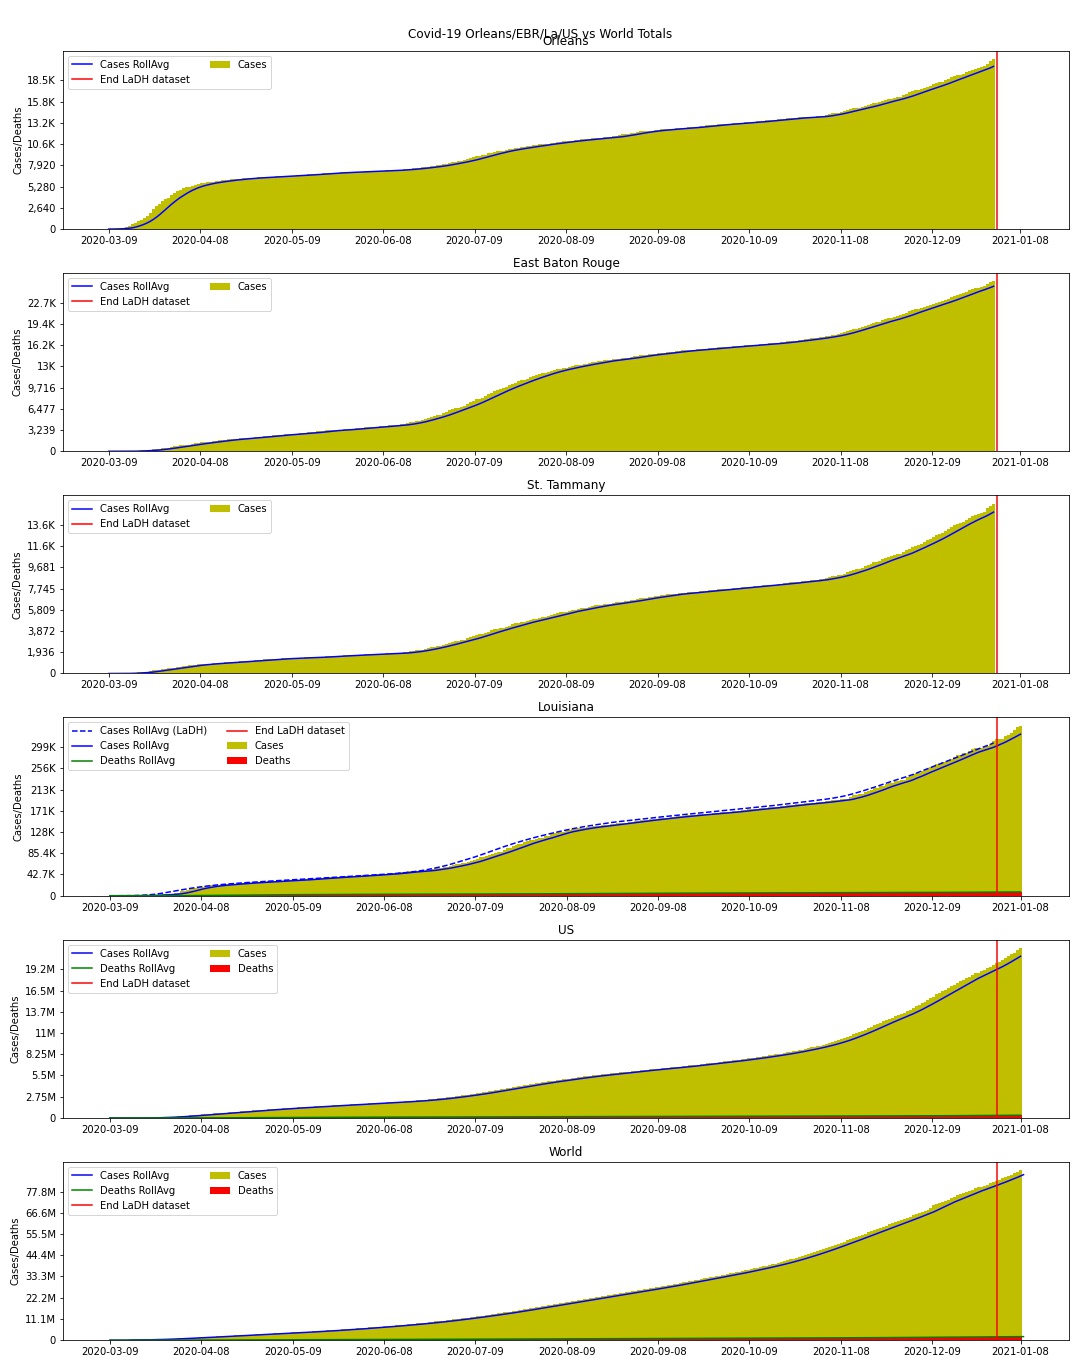 Covid-19 Orleans/EBR/La/US vs World Totals
Orleans
Cases RollAvg
End LaDH dataset
Cases
Cases/Deaths
18.5K
15.8K
13.2K
10.6K
7,920
5,280
2,640
0
2020-03-09 2020-04-08 2020-05-09 2020-06-08 2020-07-09 2020-08-09 2020-09-08 2020-10-09 2020-11-08 2020-12-09 2021-01-08
East Baton Rouge
Cases RollAvg
End LaDH dataset
Cases
Cases/Deaths
22.7K
19.4K
16.2K
13K
9,716
6,477
3,239
0
2020-03-09 2020-04-08 2020-05-09 2020-06-08 2020-07-09 2020-08-09 2020-09-08 2020-10-09 2020-11-08 2020-12-09 2021-01-08
St. Tammany
Cases RollAvg
End LaDH dataset
Cases
Cases/Deaths
13.6K
11.6K
9,681
7,745
5,809
3,872
1,936
0
2020-03-09 2020-04-08 2020-05-09 2020-06-08 2020-07-09 2020-08-09 2020-09-08 2020-10-09 2020-11-08 2020-12-09 2021-01-08
Louisiana
Cases RollAvg (LaDH)
Cases RollAvg
Deaths RollAvg
End LaDH dataset
Cases
Deaths
Cases/Deaths
299K
256K
213K
171K
128K
85.4K
42.7K
0
2020-03-09 2020-04-08 2020-05-09 2020-06-08 2020-07-09 2020-08-09 2020-09-08 2020-10-09 2020-11-08 2020-12-09 2021-01-08
US
Cases RollAvg
Deaths RollAvg
End LaDH dataset
Cases
Deaths
Cases/Deaths
19.2M
16.5M
13.7M
11M
8.25M
5.5M
2.75M
0
2020-03-09 2020-04-08 2020-05-09 2020-06-08 2020-07-09 2020-08-09 2020-09-08 2020-10-09 2020-11-08 2020-12-09 2021-01-08
World
Cases RollAvg
Deaths RollAvg
End LaDH dataset
Cases
Deaths
Cases/Deaths
77.8M
66.6M
55.5M
44.4M
33.3M
22.2M
11.1M
0
2020-03-09 2020-04-08 2020-05-09 2020-06-08 2020-07-09 2020-08-09 2020-09-08 2020-10-09 2020-11-08 2020-12-09 2021-01-08